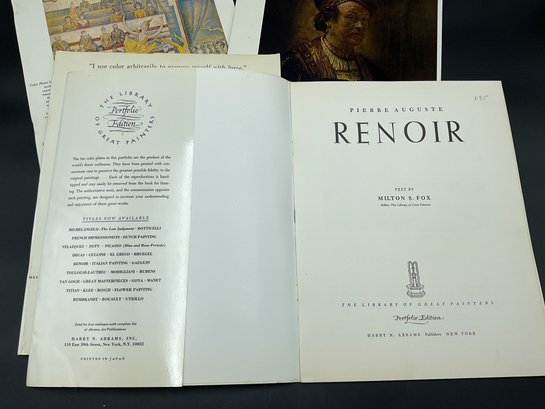 "I use color arbitrarily to express myself with force."
THE LIBRARY OF GREAT PAINTERS
Portfolio
Edition
The ten color plates in this portfolio are the product of the
world's finest craftsmen. They have been printed with con-
summate care to preserve the greatest possible fidelity to the
original paintings . . . Each of the reproductions is hand
tipped and may easily be removed from the book for fram-
ing. The authoritative text, and the commentaries opposite
each painting, are designed to increase your understanding
and enjoyment of these great works.
TITLES NOW AVAILABLE
MICHELANGELO: The Last Judgment • BOTTICELLI
FRENCH IMPRESSIONISTS • DUTCH PAINTING
VELAZQUEZ • DUFY • PICASSO (Blue and Rose Periods)
DEGAS • CEZANNE • EL GRECO • BRUEGEL
RENOIR • ITALIAN PAINTING • GAUGUIN
TOULOUSE-LAUTREC • MODIGLIANI • RUBENS
VAN GOGH • GREAT MASTERPIECES • GOYA • MANET
TITIAN • KLEE • BOSCH • FLOWER PAINTING
REMBRANDT • ROUAULT • UTRILLO
Send for free catalogue with complete list
of Abrams Art Publications
HARRY N. ABRAMS, INC.
110 East 59th Street, New York, N.Y. 10022
PRINTED IN JAPAN
1.95
PIERRE AUGUSTE
RENOIR
TEXT BY
MILTON S. FOX
Editor, The Library of Great Painters
THE LIBRARY OF GREAT PAINTERS
Portfolio Edition
HARRY N. ABRAMS Publishers NEW YORK